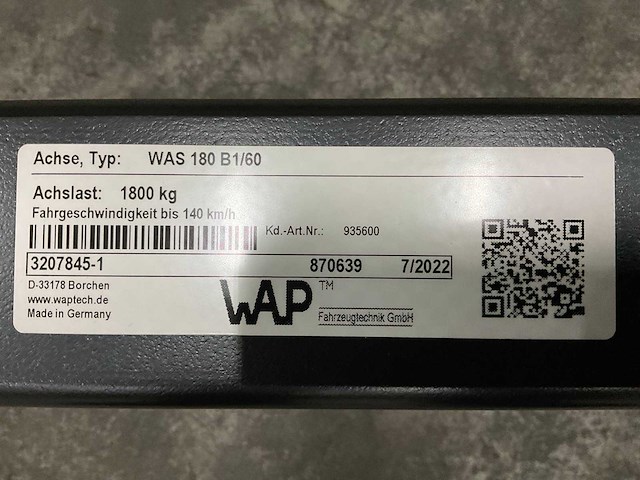 Achse, Typ: WAS 180 B1/60
Achslast: 1800 kg
Fahrgeschwindigkeit bis 140 km/h
Kd.-Art.Nr.: 935600
3207845-1 870639 7/2022
D-33178 Borchen
www.waptech.de
Made in Germany
WAP TM
Fahrzeugtechnik GmbH